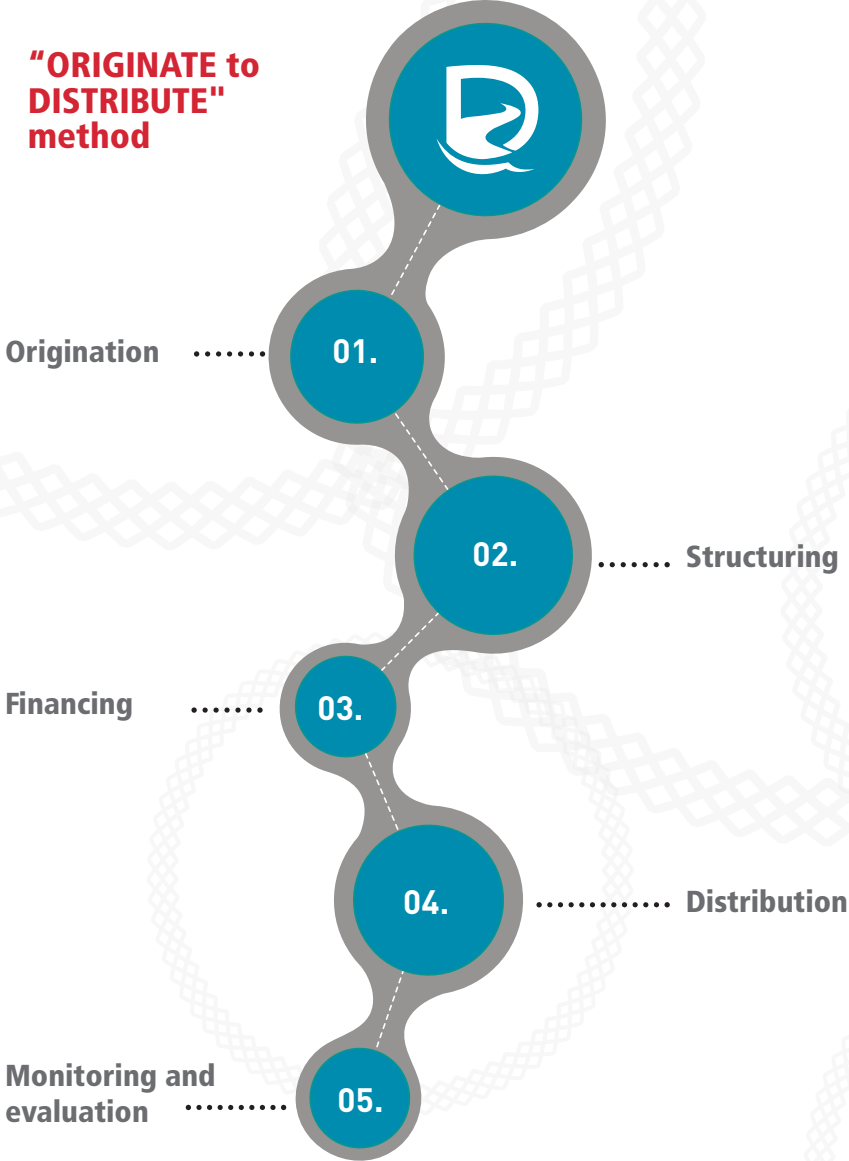 “ORIGINATE to
DISTRIBUTE"
method
Origination
01.
02.
Structuring
Financing
03.
04.
Distribution
Monitoring and
evaluation
05.